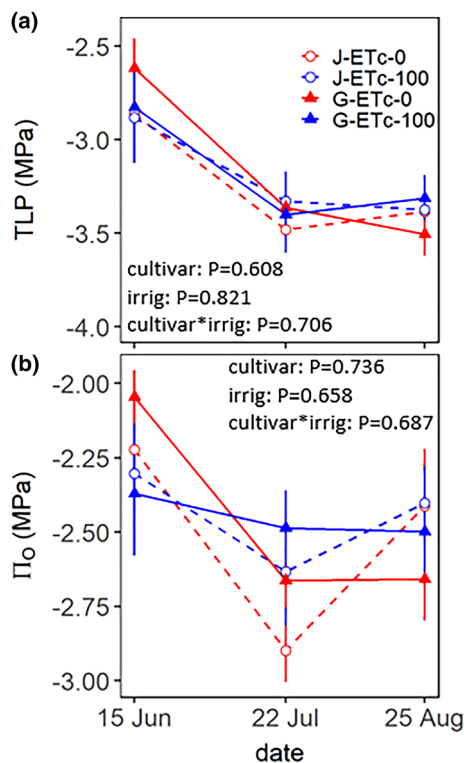 (a)
-2.5
-3.0
-3.5
-4.0
TLP (MPa)
J-ETc-0
J-ETc-100
G-ETc-0
G-ETc-100
cultivar: P=0.608
irrig: P=0.821
cultivar*irrig: P=0.706
(b)
-2.00
-2.25
-2.50
-2.75
-3.00
ΠO (MPa)
cultivar: P=0.736
irrig: P=0.658
cultivar*irrig: P=0.687
15 Jun 22 Jul 25 Aug
date